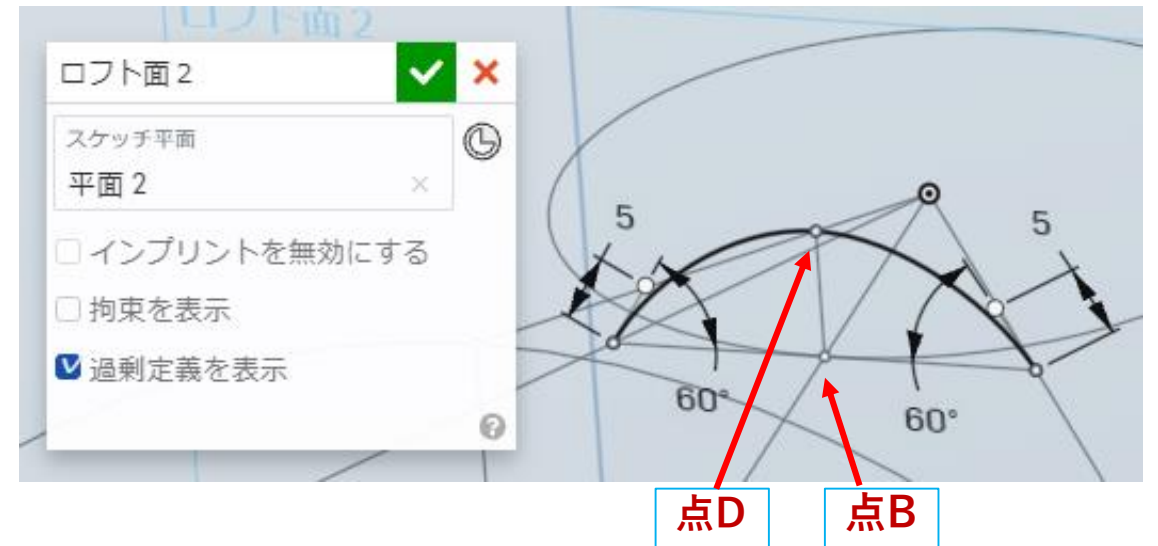 ロフト面 2
ロフト面 2
スケッチ平面
平面 2
インプリントを無効にする
拘束を表示
過剰定義を表示
5
5
60°
60°
点D
点B